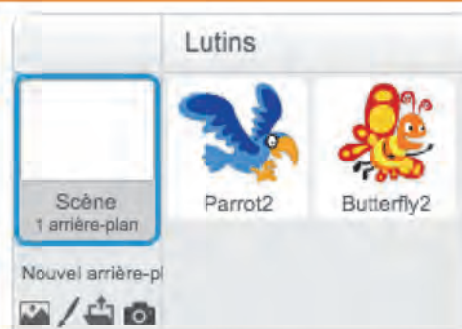 Lutins
Scène
1 arrière-plan
Parrot2
Butterfly2
Nouvel arrière-pl